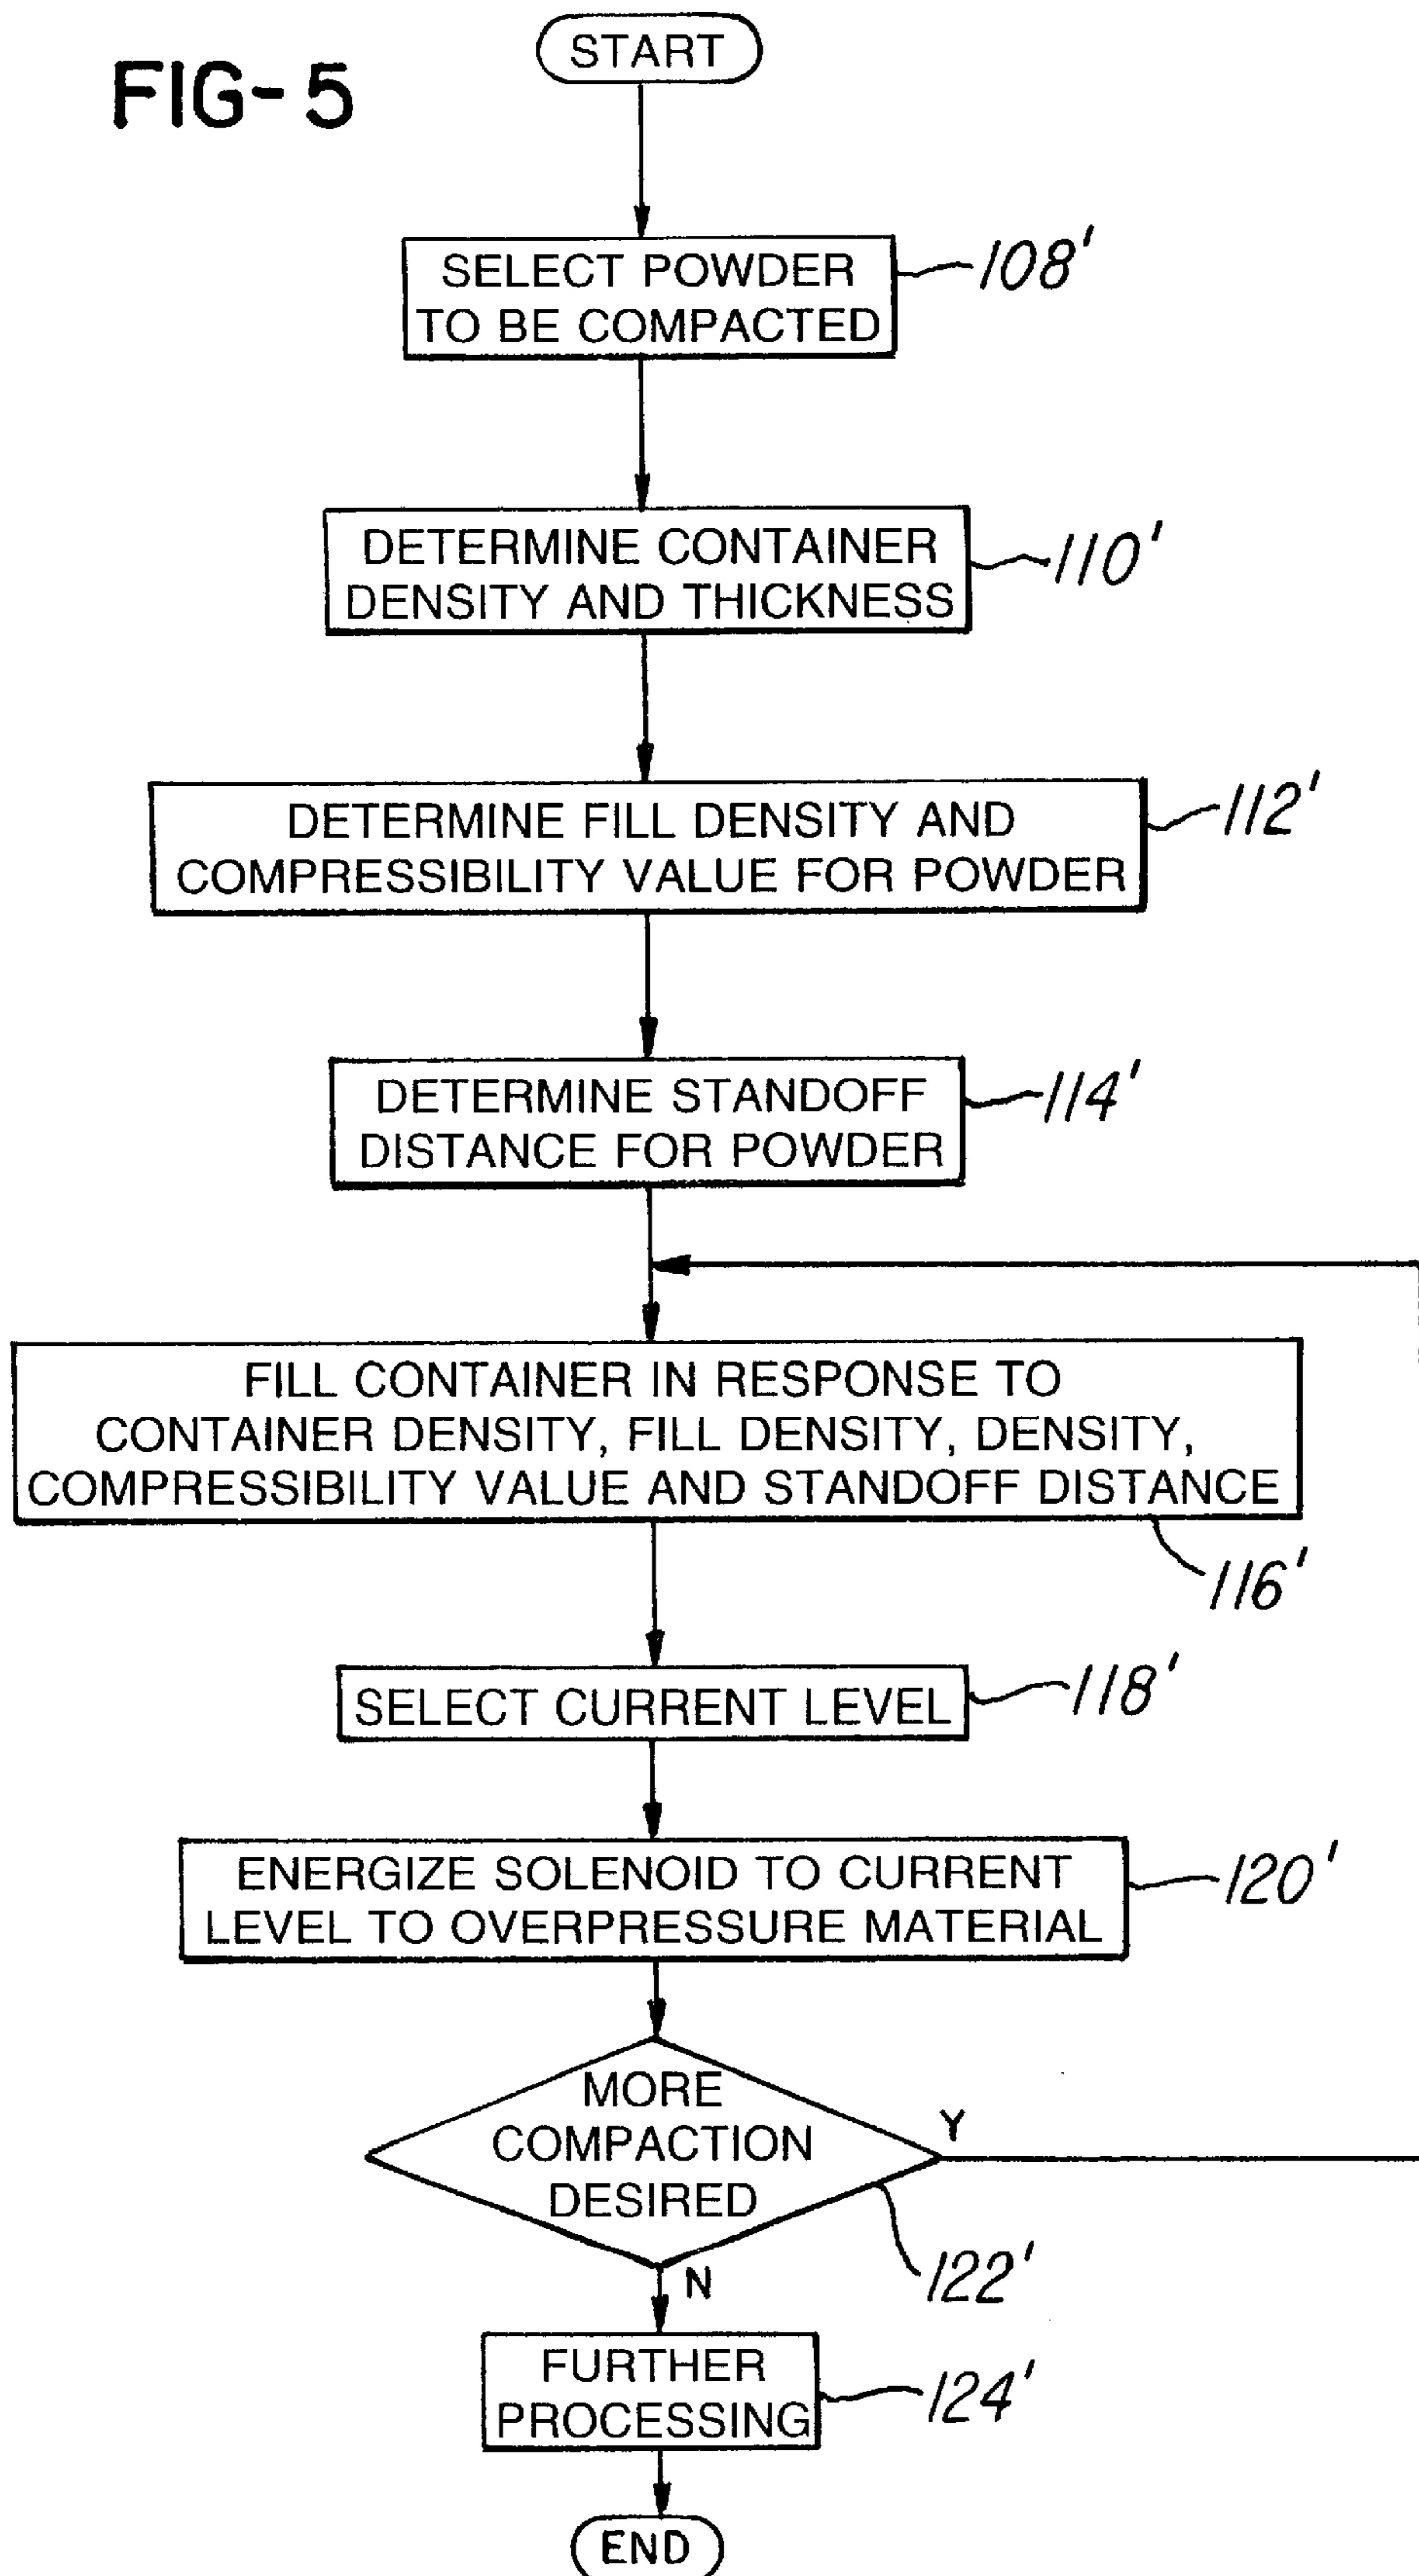 FIG-5
START
SELECT POWDER
TO BE COMPACTED
108'
DETERMINE CONTAINER
DENSITY AND THICKNESS
110'
DETERMINE FILL DENSITY AND
COMPRESSIBILITY VALUE FOR POWDER
112'
DETERMINE STANDOFF
DISTANCE FOR POWDER
114'
FILL CONTAINER IN RESPONSE TO
CONTAINER DENSITY, FILL DENSITY, DENSITY,
COMPRESSIBILITY VALUE AND STANDOFF DISTANCE
116'
SELECT CURRENT LEVEL
118'
ENERGIZE SOLENOID TO CURRENT
LEVEL TO OVERPRESSURE MATERIAL
120'
MORE
COMPACTION
DESIRED
Y
122'
N
FURTHER
PROCESSING
124'
END